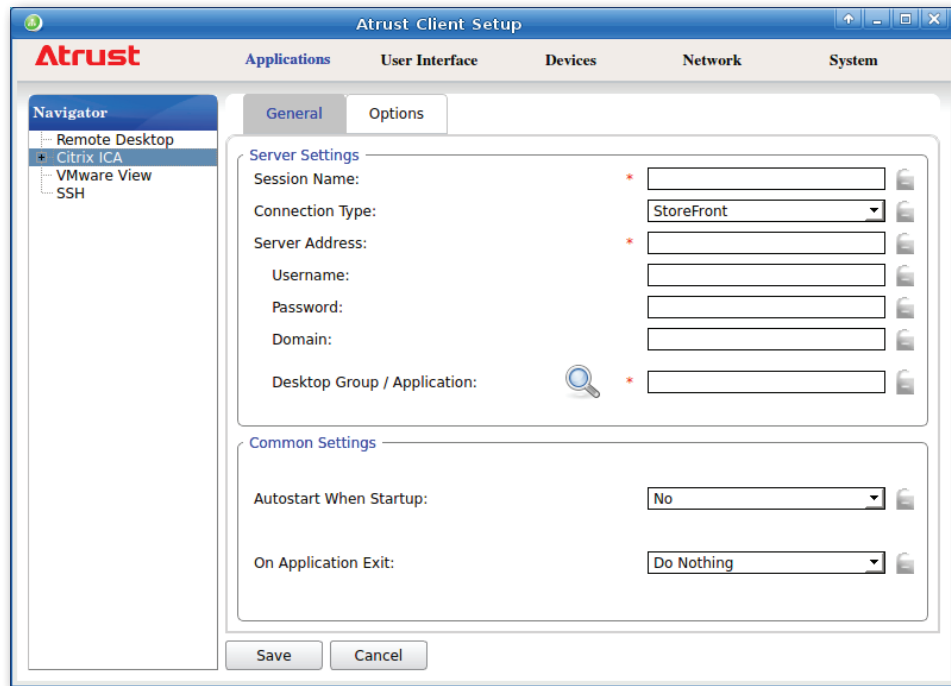 Atrust Client Setup
Atrust
Applications User Interface Devices Network System
Navigator
Remote Desktop
Citrix ICA
VMware View
SSH
General Options
Server Settings
Session Name: *
Connection Type: StoreFront
Server Address: *
Username:
Password:
Domain:
Desktop Group / Application: *
Common Settings
Autostart When Startup: No
On Application Exit: Do Nothing
Save Cancel